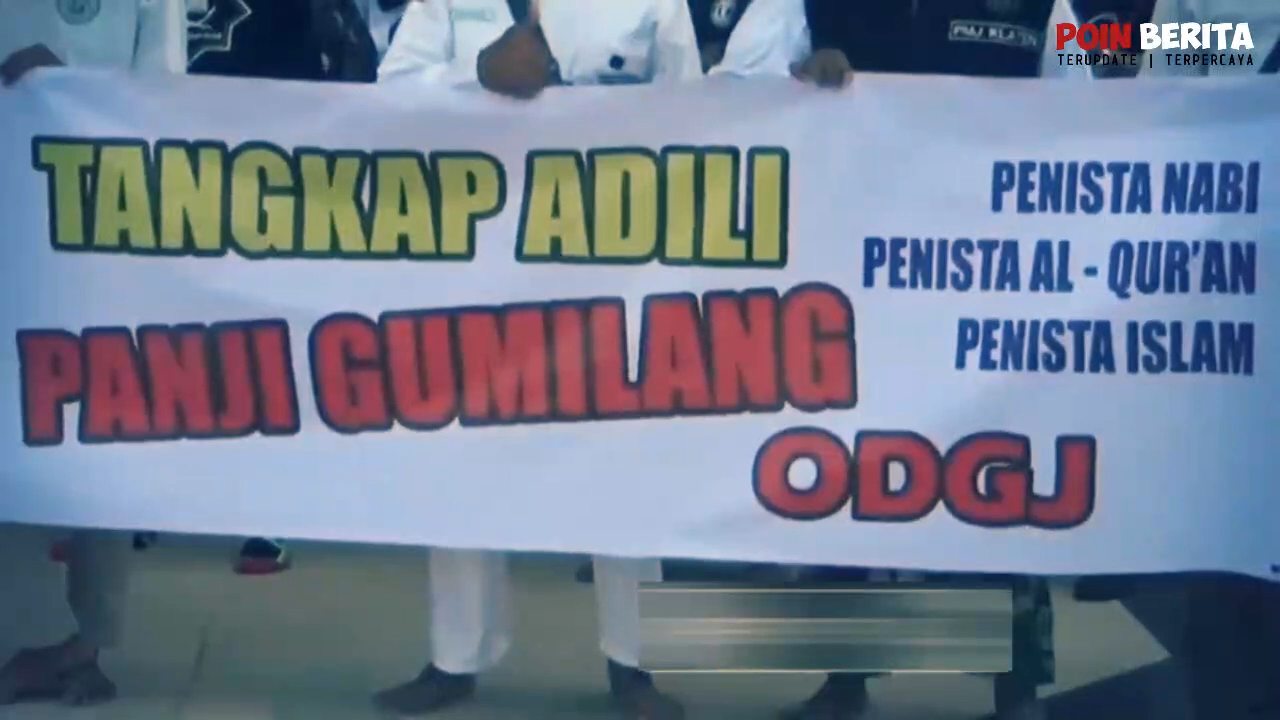 POIN BERITA
TERUPDATE | TERPERCAYA
TANGKAP ADILI
PANJI GUMILANG
ODGJ
PENISTA NABI
PENISTA AL - QUR'AN
PENISTA ISLAM